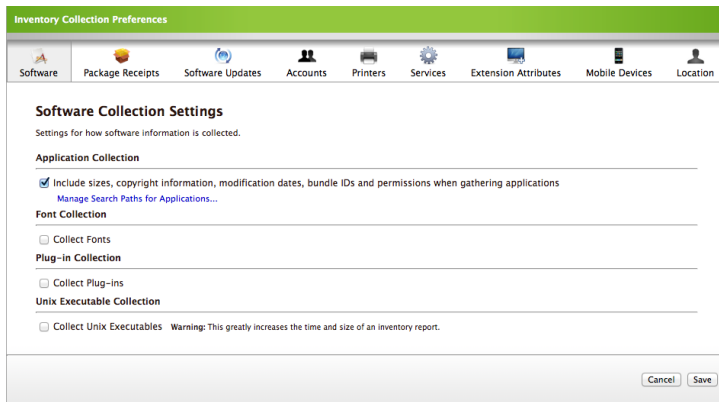 Inventory Collection Preferences
Software Package Receipts Software Updates Accounts Printers Services Extension Attributes Mobile Devices Location
Software Collection Settings
Settings for how software information is collected.
Application Collection
Include sizes, copyright information, modification dates, bundle IDs and permissions when gathering applications
Manage Search Paths for Applications...
Font Collection
Collect Fonts
Plug-in Collection
Collect Plug-ins
Unix Executable Collection
Collect Unix Executables Warning: This greatly increases the time and size of an inventory report.
Cancel Save